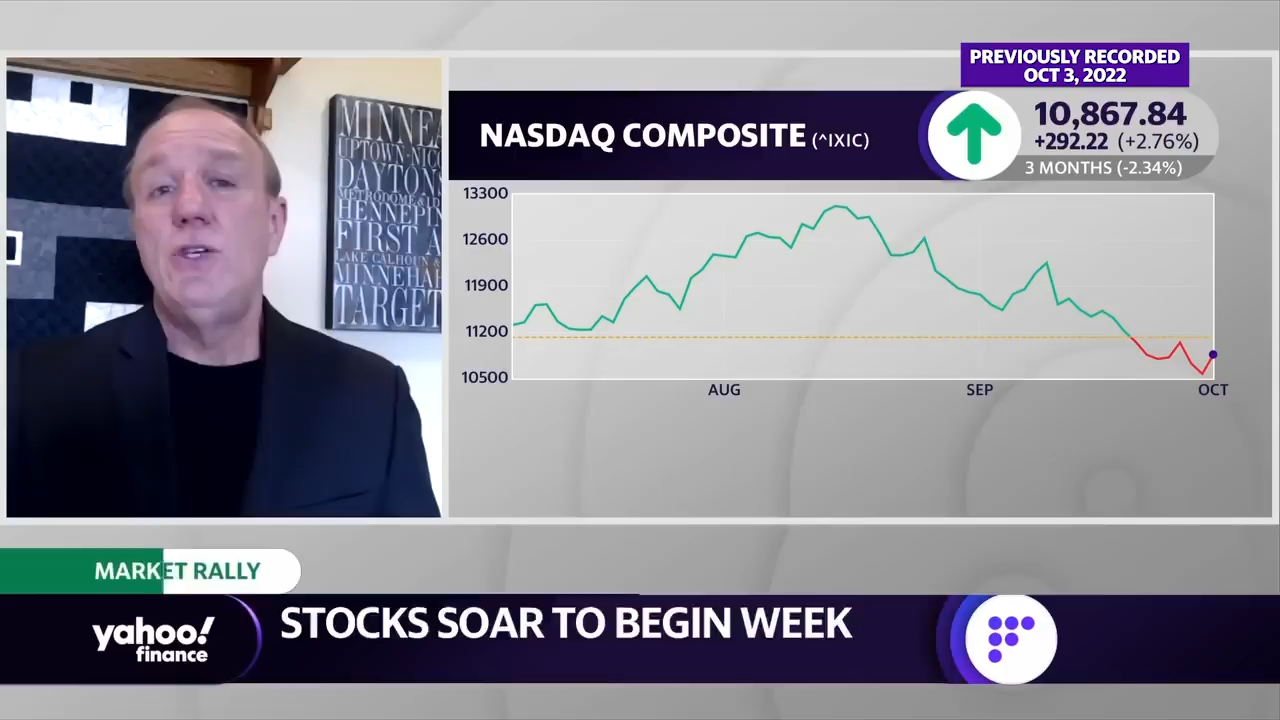 MINNEA
UPTOWN·NICO
DAYTON
METRODOME
HENNEPIN
FIRST A
LAKE CALHOUN &
MINNEHA
TARGET
PREVIOUSLY RECORDED
OCT 3, 2022
NASDAQ COMPOSITE (^IXIC)
10,867.84
+292.22 (+2.76%)
3 MONTHS (-2.34%)
13300
12600
11900
11200
10500
AUG SEP OCT
MARKET RALLY
yahoo!
finance
STOCKS SOAR TO BEGIN WEEK